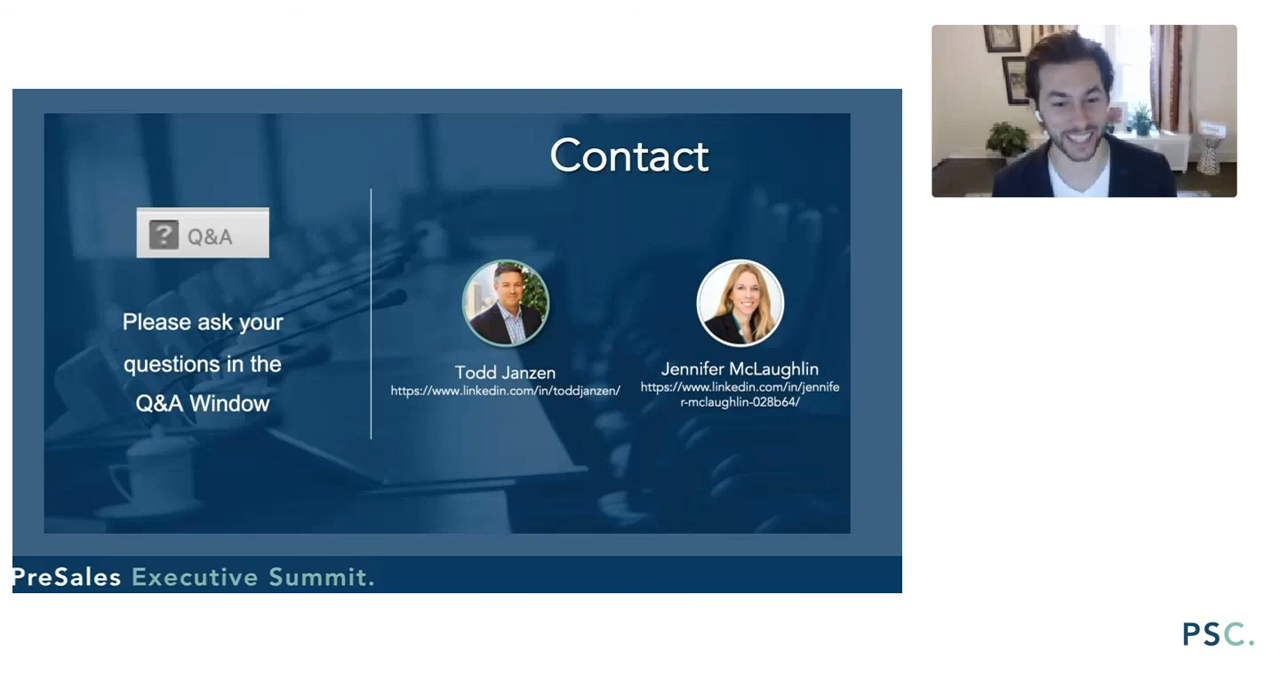 Contact
? Q&A
Please ask your
questions in the
Q&A Window
Todd Janzen
https://www.linkedin.com/in/toddjanzen/
Jennifer McLaughlin
https://www.linkedin.com/in/jennife
r-mclaughlin-028b64/
PreSales Executive Summit.
PSC.